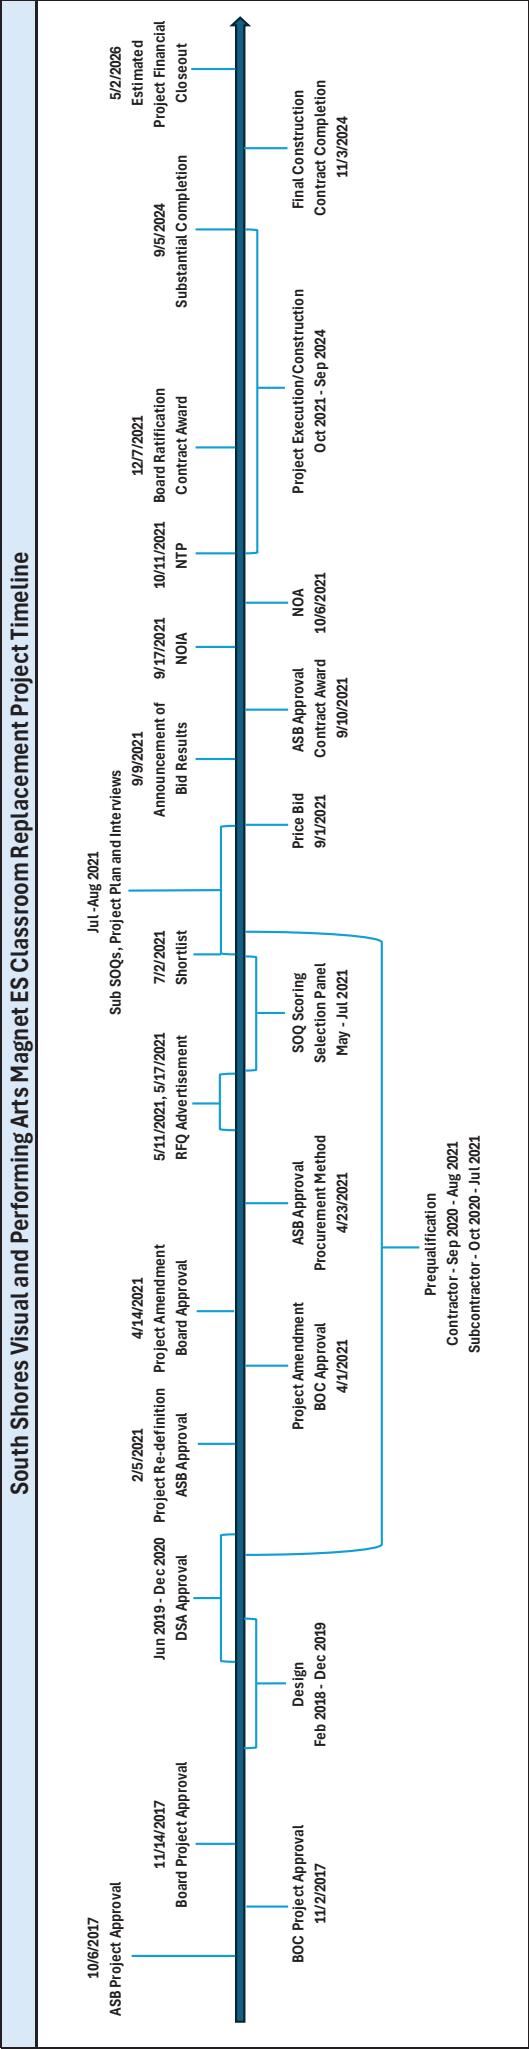 South Shores Visual and Performing Arts Magnet ES Classroom Replacement Project Timeline
10/6/2017
ASB Project Approval
BOC Project Approval
11/2/2017
11/14/2017
Board Project Approval
Design
Feb 2018 - Dec 2019
Jun 2019 - Dec 2020
DSA Approval
Prequalification
Contractor - Sep 2020 - Aug 2021
Subcontractor - Oct 2020 - Jul 2021
2/5/2021
Project Re-definition
ASB Approval
Project Amendment
BOC Approval
4/1/2021
4/14/2021
Project Amendment
Board Approval
ASB Approval
Procurement Method
4/23/2021
5/11/2021, 5/17/2021
RFQ Advertisement
SOQ Scoring
Selection Panel
May - Jul 2021
7/2/2021
Shortlist
Jul -Aug 2021
Sub SOQs, Project Plan and Interviews
Price Bid
9/1/2021
9/9/2021
Announcement of
Bid Results
ASB Approval
Contract Award
9/10/2021
9/17/2021
NOIA
NOA
10/6/2021
10/11/2021
NTP
12/7/2021
Board Ratification
Contract Award
Project Execution/Construction
Oct 2021 - Sep 2024
9/5/2024
Substantial Completion
Final Construction
Contract Completion
11/3/2024
5/2/2026
Estimated
Project Financial
Closeout